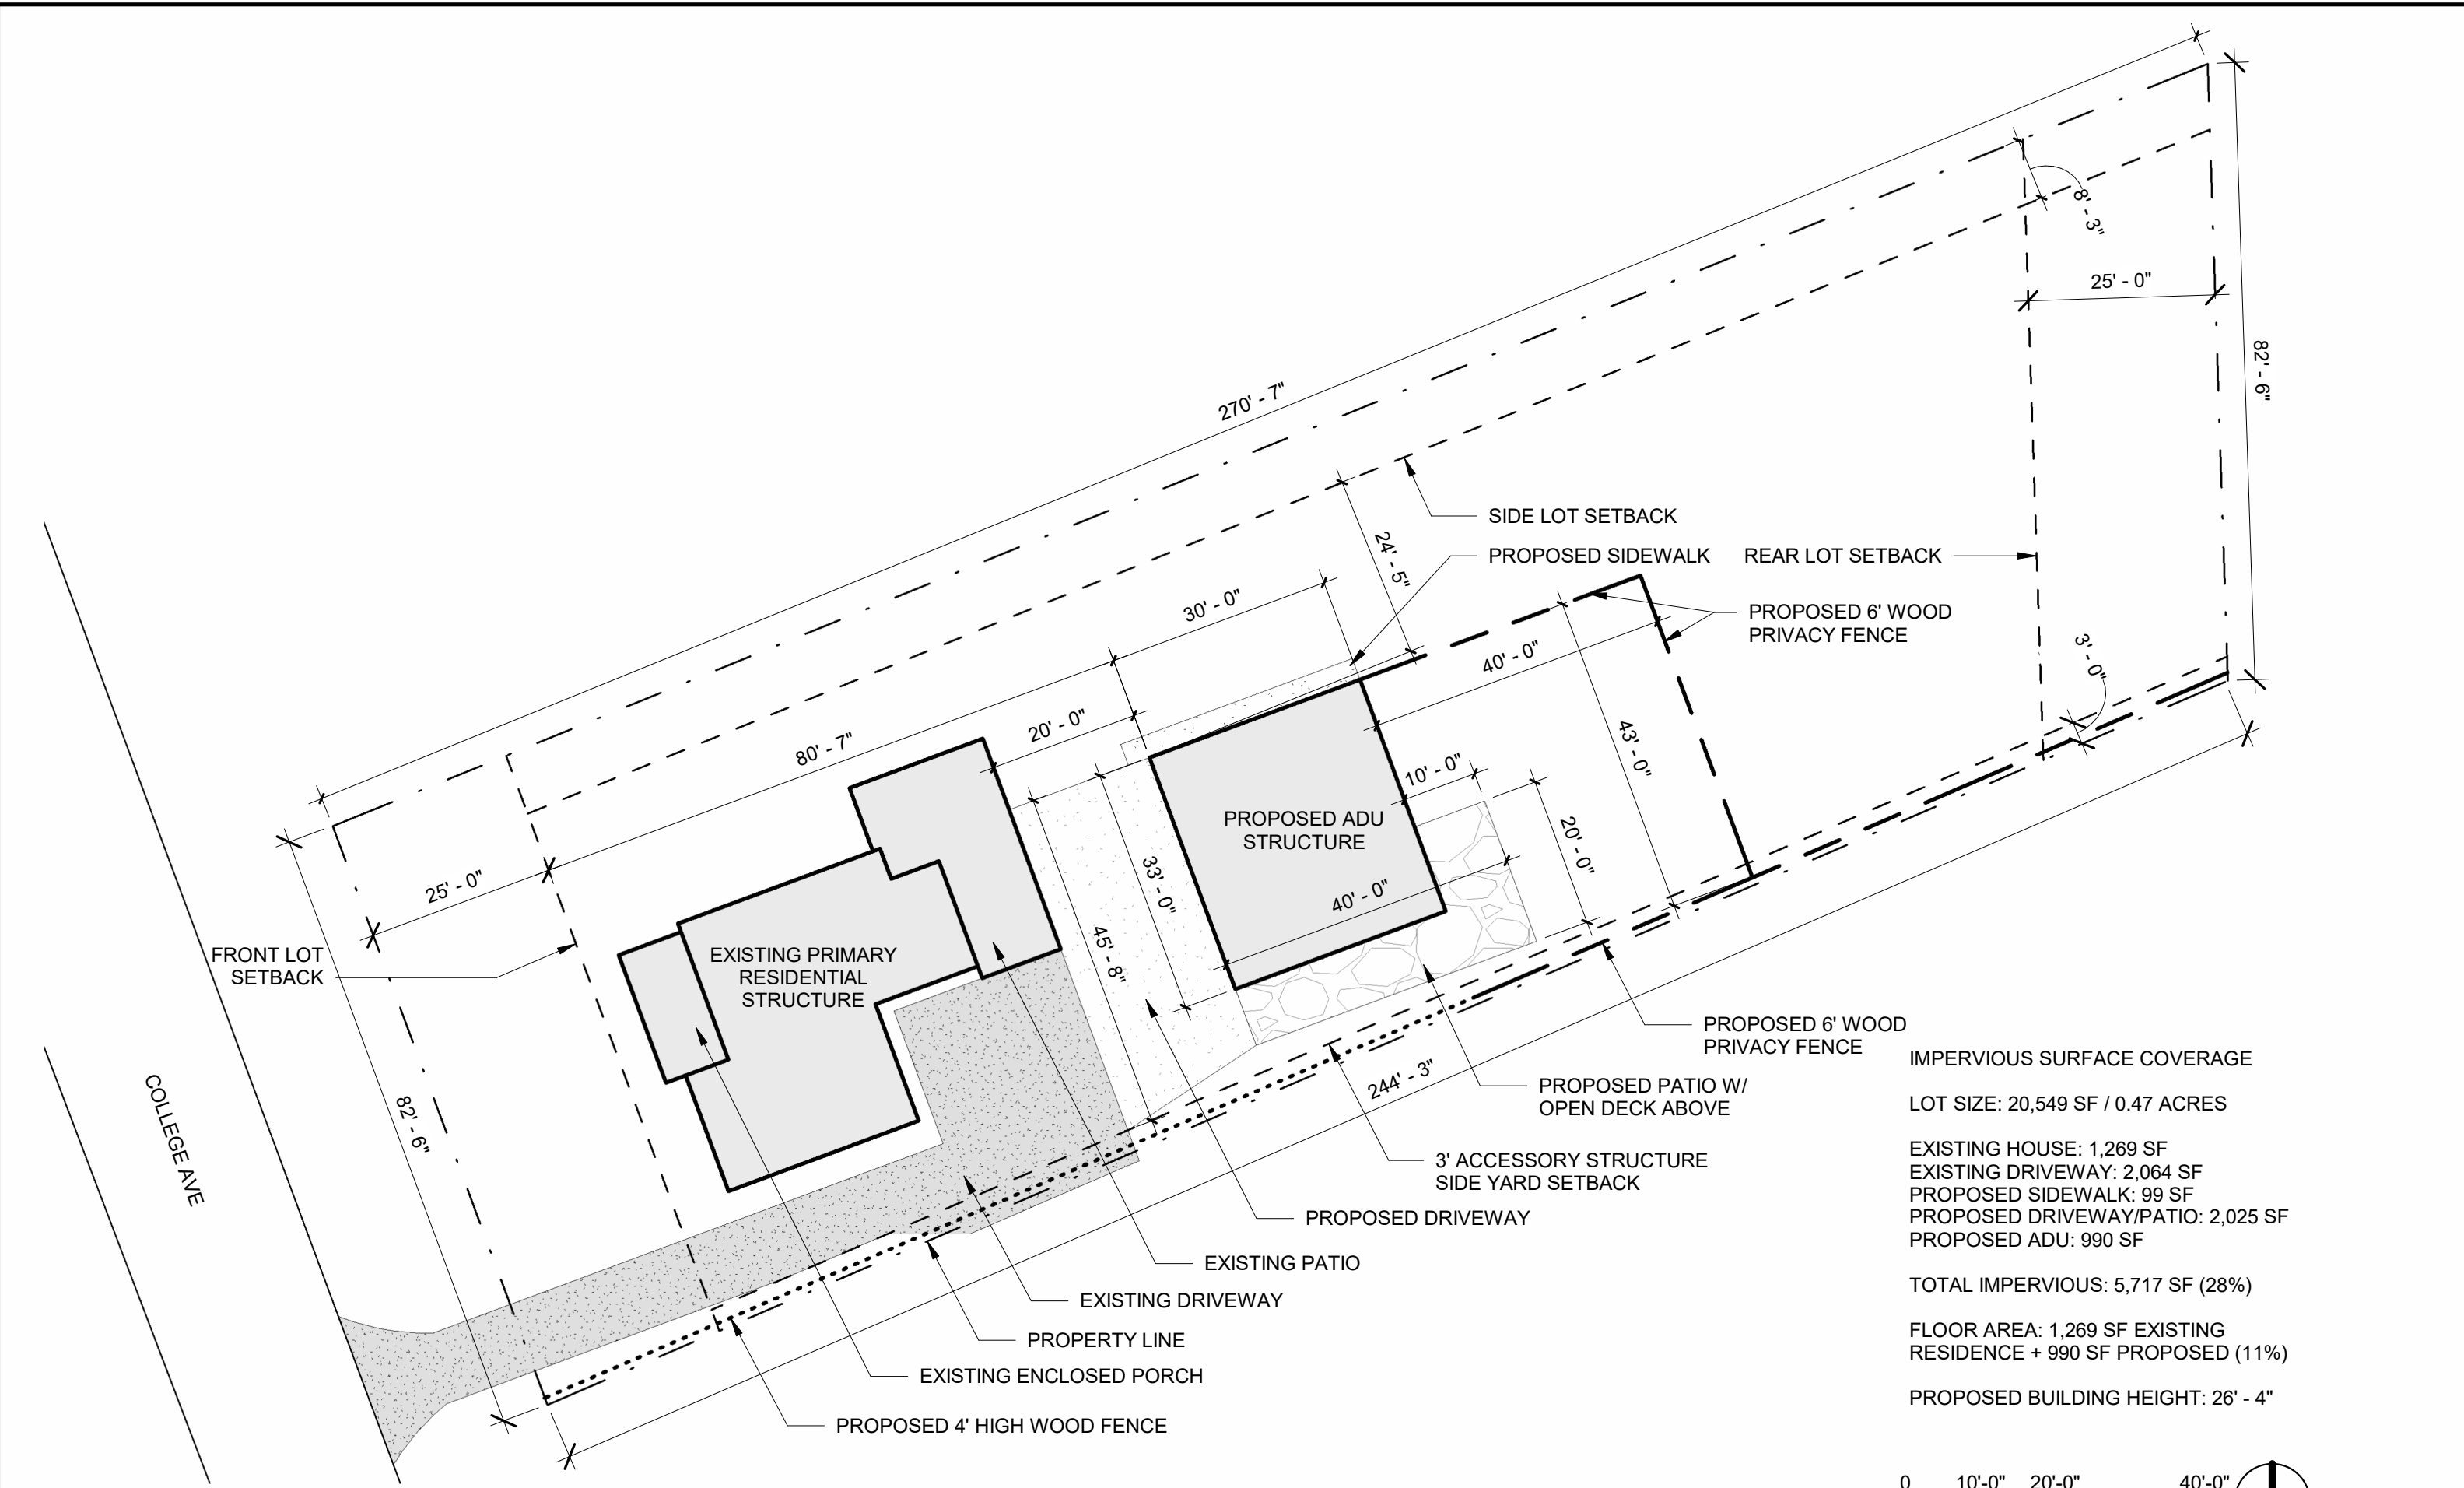 270' - 7"
8' - 3"
25' - 0"
82' - 6"
SIDE LOT SETBACK
24' - 5"
PROPOSED SIDEWALK
REAR LOT SETBACK
30' - 0"
PROPOSED 6' WOOD
PRIVACY FENCE
40' - 0"
3' - 0"
20' - 0"
80' - 7"
43' - 0"
10' - 0"
PROPOSED ADU
STRUCTURE
20' - 0"
33' - 0"
40' - 0"
25' - 0"
45' - 8"
FRONT LOT
SETBACK
EXISTING PRIMARY
RESIDENTIAL
STRUCTURE
PROPOSED 6' WOOD
PRIVACY FENCE
244' - 3"
PROPOSED PATIO W/
OPEN DECK ABOVE
COLLEGE AVE
82' - 6"
3' ACCESSORY STRUCTURE
SIDE YARD SETBACK
PROPOSED DRIVEWAY
EXISTING PATIO
EXISTING DRIVEWAY
PROPERTY LINE
EXISTING ENCLOSED PORCH
PROPOSED 4' HIGH WOOD FENCE
IMPERVIOUS SURFACE COVERAGE
LOT SIZE: 20,549 SF / 0.47 ACRES
EXISTING HOUSE: 1,269 SF
EXISTING DRIVEWAY: 2,064 SF
PROPOSED SIDEWALK: 99 SF
PROPOSED DRIVEWAY/PATIO: 2,025 SF
PROPOSED ADU: 990 SF
TOTAL IMPERVIOUS: 5,717 SF (28%)
FLOOR AREA: 1,269 SF EXISTING
RESIDENCE + 990 SF PROPOSED (11%)
PROPOSED BUILDING HEIGHT: 26' - 4"
0 10'-0" 20'-0" 40'-0"